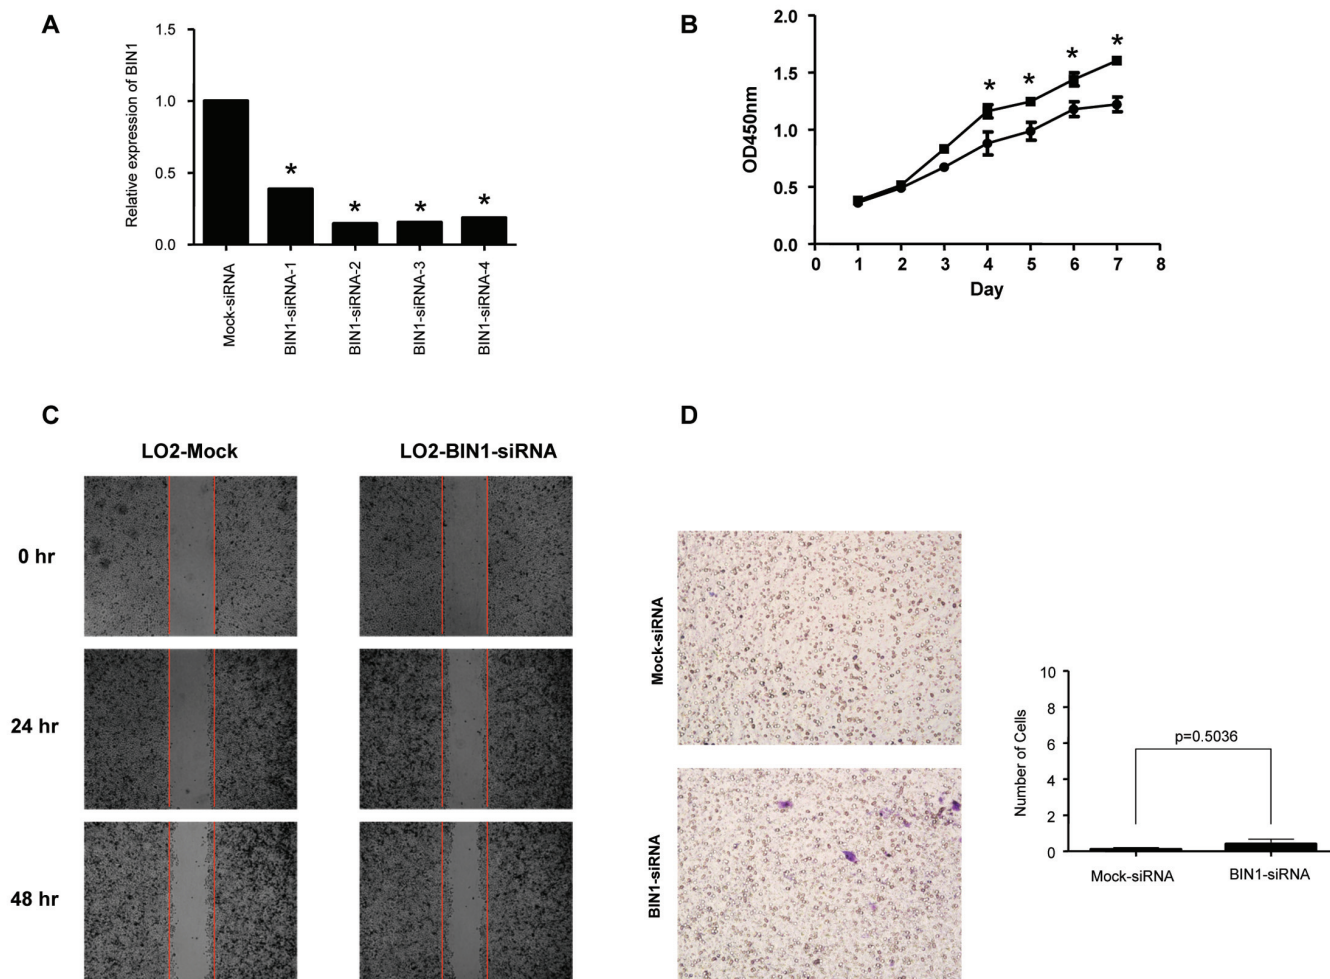 A
Relative expression of BIN1
1.5
1.0
0.5
0.0
*
*
*
*
Mock-siRNA
BIN1-siRNA-1
BIN1-siRNA-2
BIN1-siRNA-3
BIN1-siRNA-4
B
OD450nm
2.0
1.5
1.0
0.5
0.0
*
*
*
*
0 1 2 3 4 5 6 7 8
Day
C
LO2-Mock LO2-BIN1-siRNA
0 hr
24 hr
48 hr
D
Mock-siRNA
BIN1-siRNA
Number of Cells
10
8
6
4
2
0
p=0.5036
Mock-siRNA BIN1-siRNA